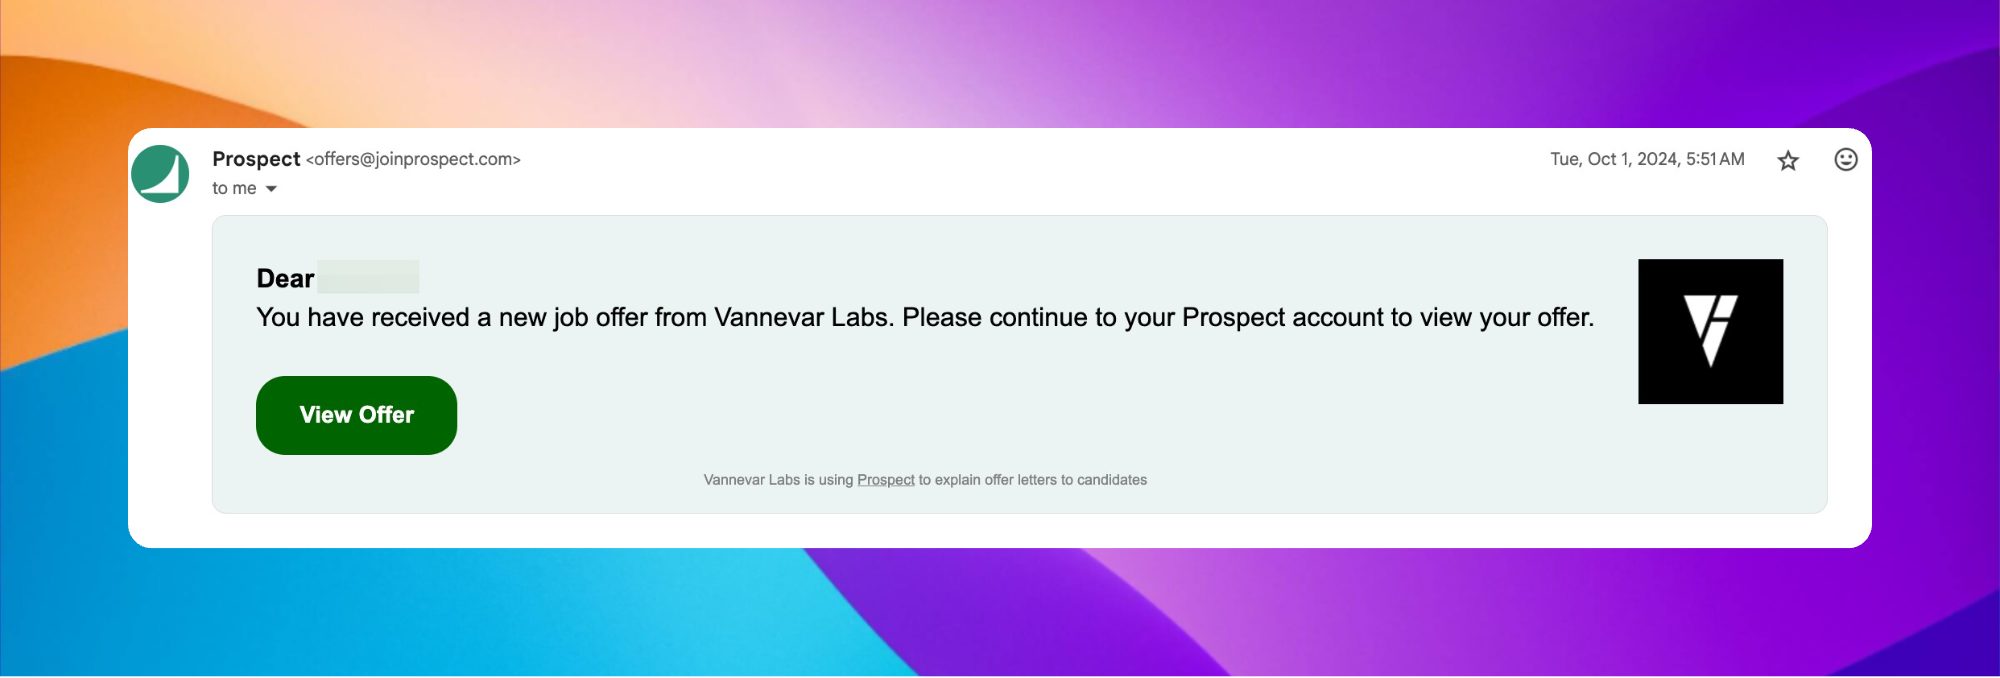 Prospect <offers@joinprospect.com>
Tue, Oct 1, 2024, 5:51 AM
to me
Dear
You have received a new job offer from Vannevar Labs. Please continue to your Prospect account to view your offer.
View Offer
Vannevar Labs is using Prospect to explain offer letters to candidates